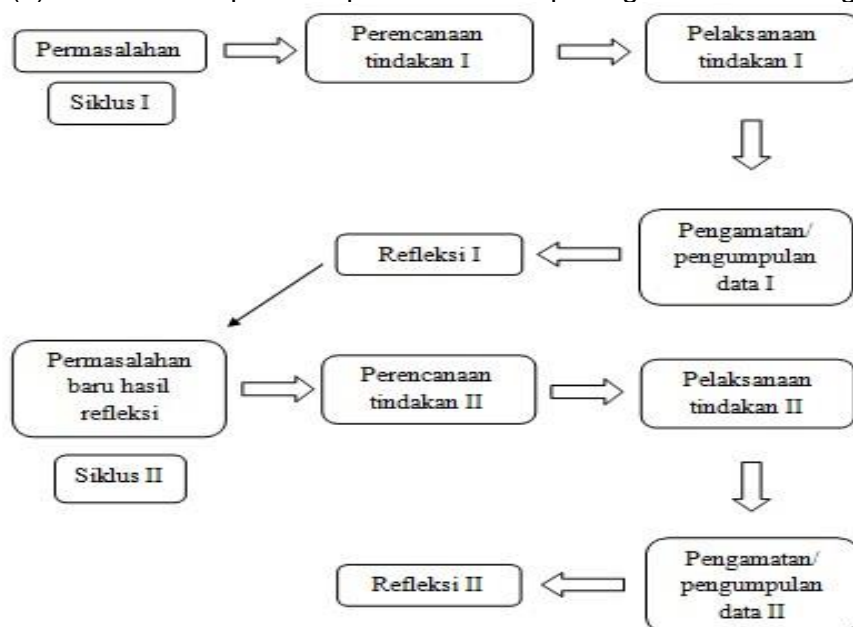 Permasalahan
Siklus I
Perencanaan
tindakan I
Pelaksanaan
tindakan I
Pengamatan/
pengumpulan
data I
Refleksi I
Permasalahan
baru hasil
refleksi
Siklus II
Perencanaan
tindakan II
Pelaksanaan
tindakan II
Pengamatan/
pengumpulan
data II
Refleksi II